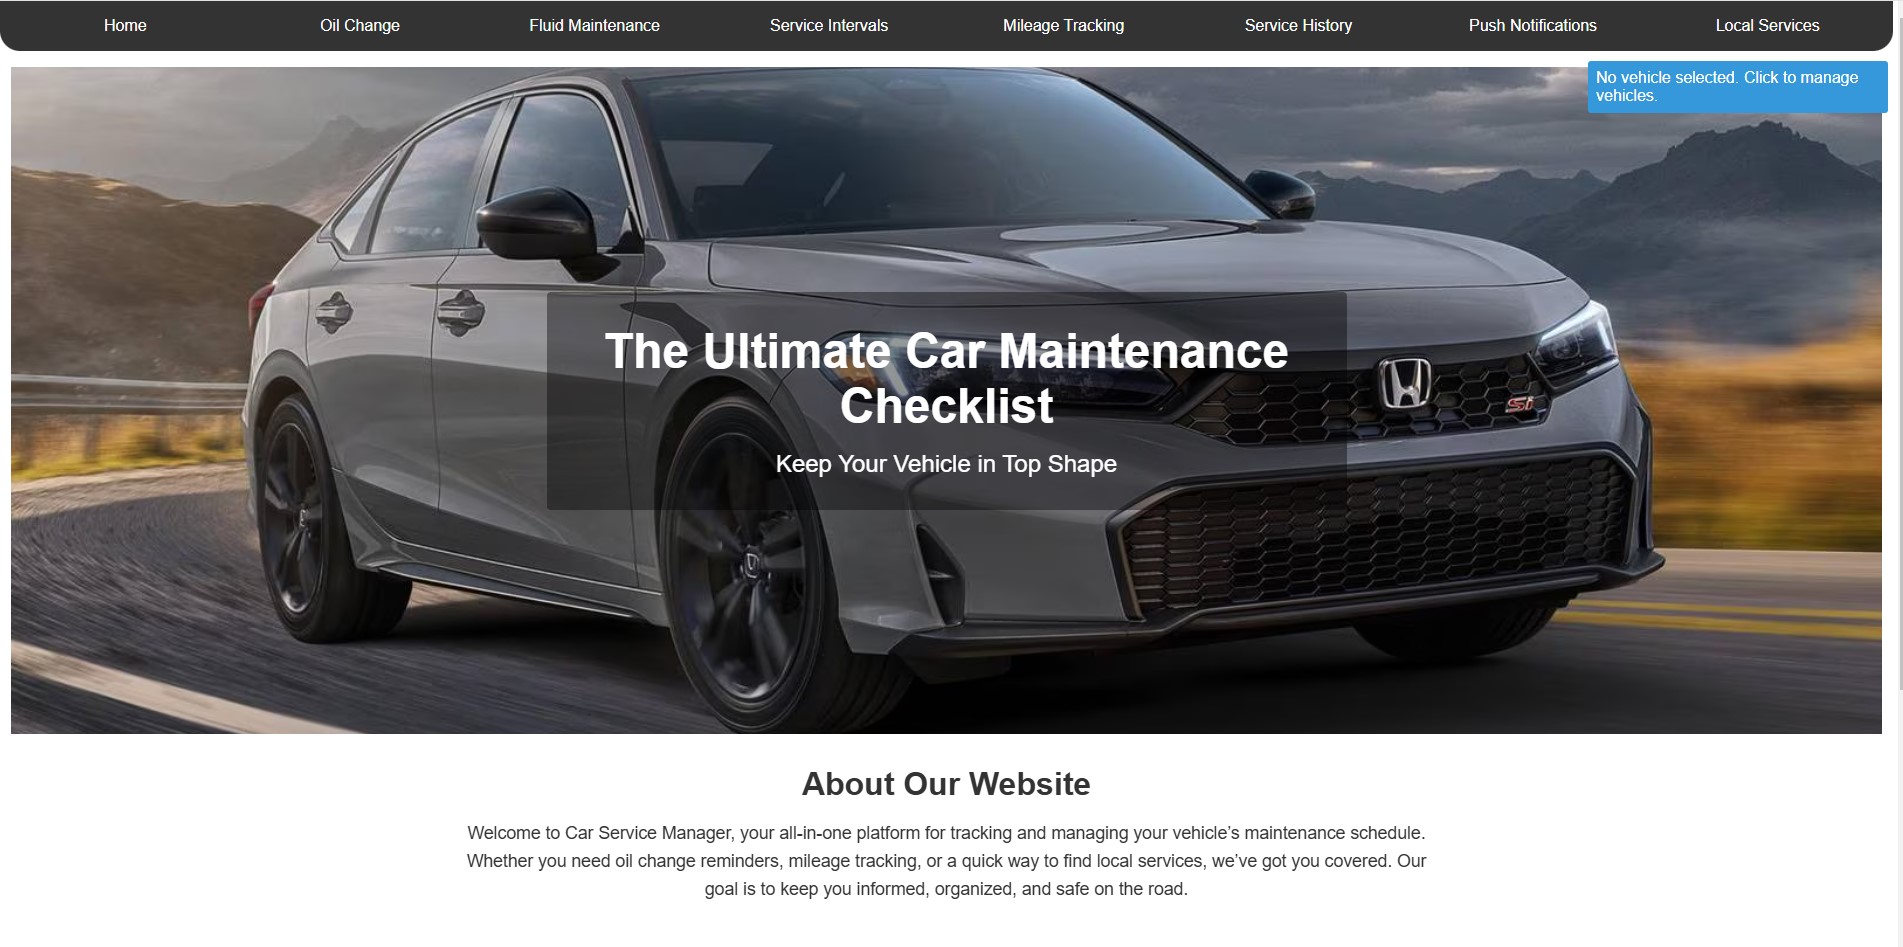 Home
Oil Change
Fluid Maintenance
Service Intervals
Mileage Tracking
Service History
Push Notifications
Local Services
No vehicle selected. Click to manage
vehicles.
The Ultimate Car Maintenance
Checklist
Keep Your Vehicle in Top Shape
Si
About Our Website
Welcome to Car Service Manager, your all-in-one platform for tracking and managing your vehicle’s maintenance schedule.
Whether you need oil change reminders, mileage tracking, or a quick way to find local services, we’ve got you covered. Our
goal is to keep you informed, organized, and safe on the road.